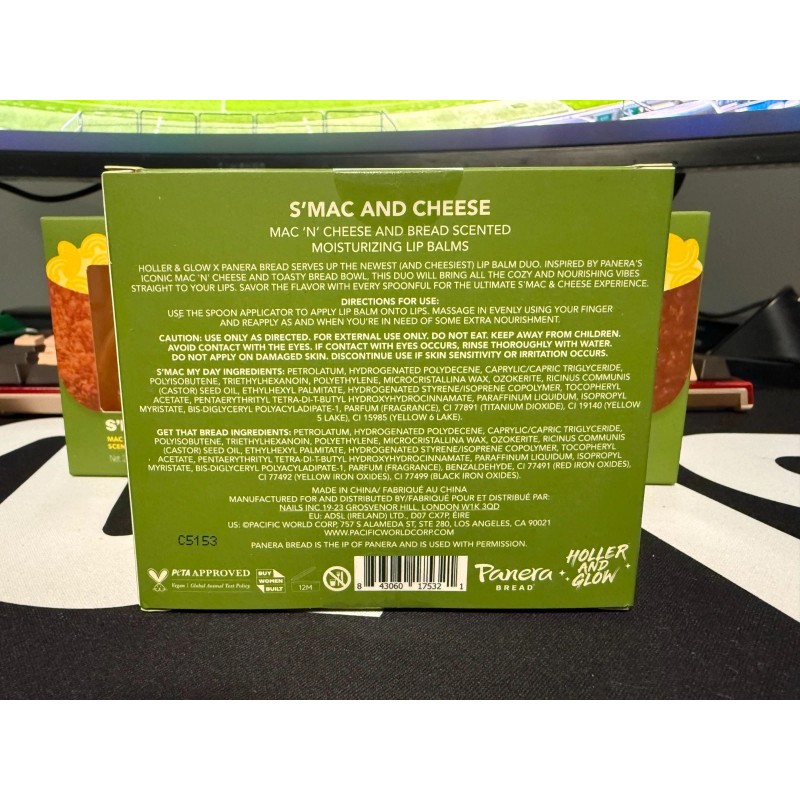 S'MAC AND CHEESE
MAC 'N' CHEESE AND BREAD SCENTED
MOISTURIZING LIP BALMS
HOLLER & GLOW X PANERA BREAD SERVES UP THE NEWEST (AND CHEESIEST) LIP BALM DUO. INSPIRED BY PANERA'S
ICONIC MAC 'N' CHEESE AND TOASTY BREAD BOWL, THIS DUO WILL BRING ALL THE COZY AND NOURISHING VIBES
STRAIGHT TO YOUR LIPS. SAVOR THE FLAVOR WITH EVERY SPOONFUL FOR THE ULTIMATE S'MAC & CHEESE EXPERIENCE.
DIRECTIONS FOR USE:
USE THE SPOON APPLICATOR TO APPLY LIP BALM ONTO LIPS. MASSAGE IN EVENLY USING YOUR FINGER
AND REAPPLY AS AND WHEN YOU'RE IN NEED OF SOME EXTRA NOURISHMENT.
CAUTION: USE ONLY AS DIRECTED. FOR EXTERNAL USE ONLY. DO NOT EAT. KEEP AWAY FROM CHILDREN.
AVOID CONTACT WITH THE EYES. IF CONTACT WITH EYES OCCURS, RINSE THOROUGHLY WITH WATER.
DO NOT APPLY ON DAMAGED SKIN. DISCONTINUE USE IF SKIN SENSITIVITY OR IRRITATION OCCURS.
S'MAC MY DAY INGREDIENTS: PETROLATUM, HYDROGENATED POLYDECENE, CAPRYLIC/CAPRIC TRIGLYCERIDE,
POLYISOBUTENE, TRIETHYLHEXANOIN, POLYETHYLENE, MICROCRISTALLINA WAX, OZOKERITE, RICINUS COMMUNIS
(CASTOR) SEED OIL, ETHYLHEXYL PALMITATE, HYDROGENATED STYRENE/ISOPRENE COPOLYMER, TOCOPHERYL
ACETATE, PENTAERYTHRITYL TETRA-DI-T-BUTYL HYDROXYHYDROCINNAMATE, PARAFFINUM LIQUIDUM, ISOPROPYL
MYRISTATE, BIS-DIGLYCERYL POLYACYLADIPATE-1, PARFUM (FRAGRANCE), CI 77891 (TITANIUM DIOXIDE), CI 19140 (YELLOW
5 LAKE), CI 15985 (YELLOW 6 LAKE).
GET THAT BREAD INGREDIENTS: PETROLATUM, HYDROGENATED POLYDECENE, CAPRYLIC/CAPRIC TRIGLYCERIDE,
POLYISOBUTENE, TRIETHYLHEXANOIN, POLYETHYLENE, MICROCRISTALLINA WAX, OZOKERITE, RICINUS COMMUNIS
(CASTOR) SEED OIL, ETHYLHEXYL PALMITATE, HYDROGENATED STYRENE/ISOPRENE COPOLYMER, TOCOPHERYL
ACETATE, PENTAERYTHRITYL TETRA-DI-T-BUTYL HYDROXYHYDROCINNAMATE, PARAFFINUM LIQUIDUM, ISOPROPYL
MYRISTATE, BIS-DIGLYCERYL POLYACYLADIPATE-1, PARFUM (FRAGRANCE), BENZALDEHYDE, CI 77491 (RED IRON OXIDES),
CI 77492 (YELLOW IRON OXIDES), CI 77499 (BLACK IRON OXIDES).
MADE IN CHINA/ FABRIQUÉ AU CHINA
MANUFACTURED FOR AND DISTRIBUTED BY/FABRIQUÉ POUR ET DISTRIBUÉ PAR:
NAILS INC 19-23 GROSVENOR HILL, LONDON W1K 3QD
EU: ADSL (IRELAND) LTD., D07 CX7P, ÉIRE
US: ©PACIFIC WORLD CORP, 757 S ALAMEDA ST, STE 280, LOS ANGELES, CA 90021
WWW.PACIFICWORLDCORP.COM
C5153
PANERA BREAD IS THE IP OF PANERA AND IS USED WITH PERMISSION.
PeTA APPROVED
Vegan | Global Animal Test Policy
BUY
WOMEN
BUILT
12M
8 43060 17532 1
Panera
BREAD
HOLLER
AND
GLOW
S'
MAC
SCEN